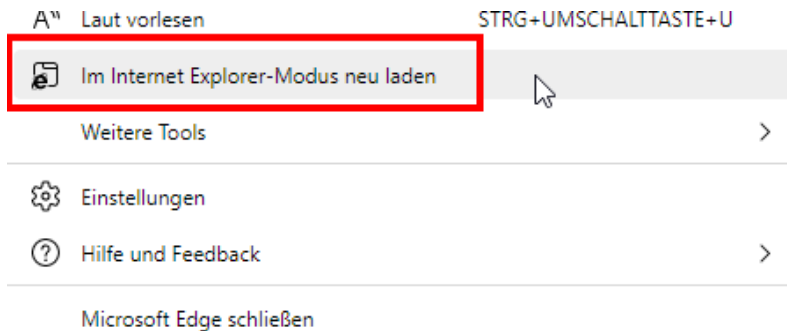 Laut vorlesen STRG+UMSCHALTTASTE+U
Im Internet Explorer-Modus neu laden
Weitere Tools
Einstellungen
Hilfe und Feedback
Microsoft Edge schließen